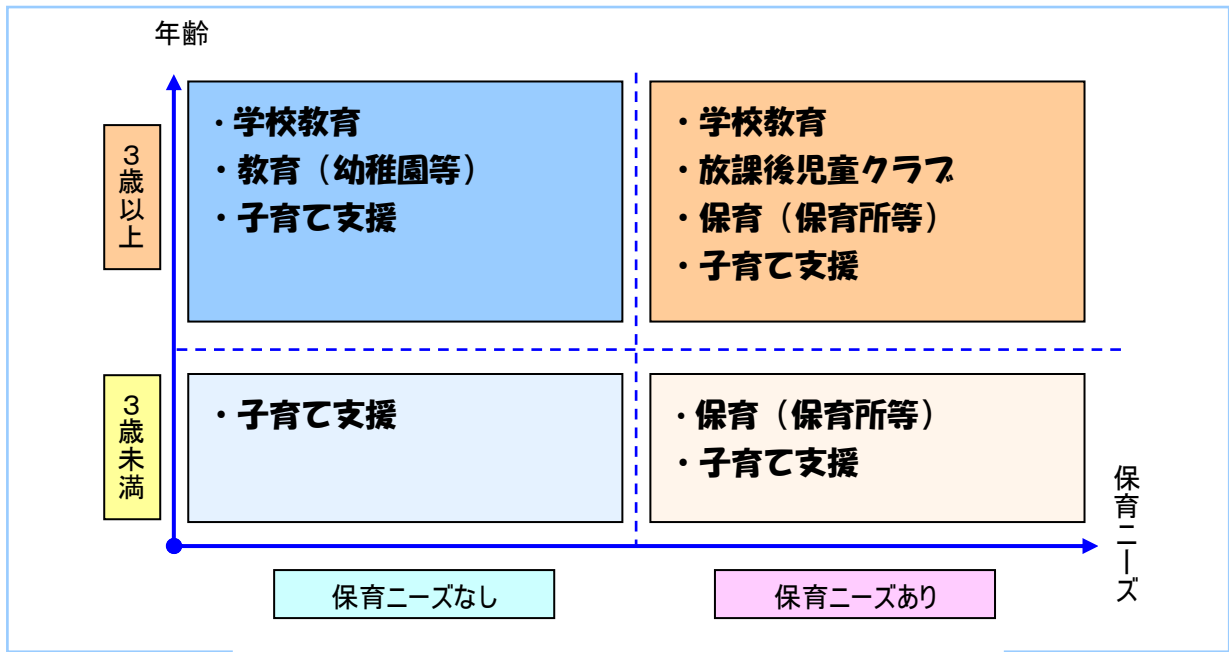 年齢
3歳以上
・学校教育
・教育（幼稚園等）
・子育て支援
・学校教育
・放課後児童クラブ
・保育（保育所等）
・子育て支援
3歳未満
・子育て支援
・保育（保育所等）
・子育て支援
保育ニーズ
保育ニーズなし
保育ニーズあり